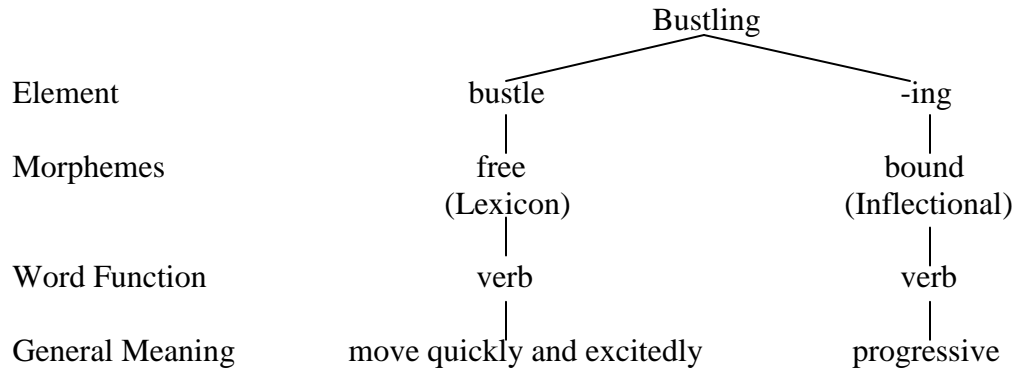 Bustling
Element bustle -ing
Morphemes free bound
(Lexicon) (Inflectional)
Word Function verb verb
General Meaning move quickly and excitedly progressive